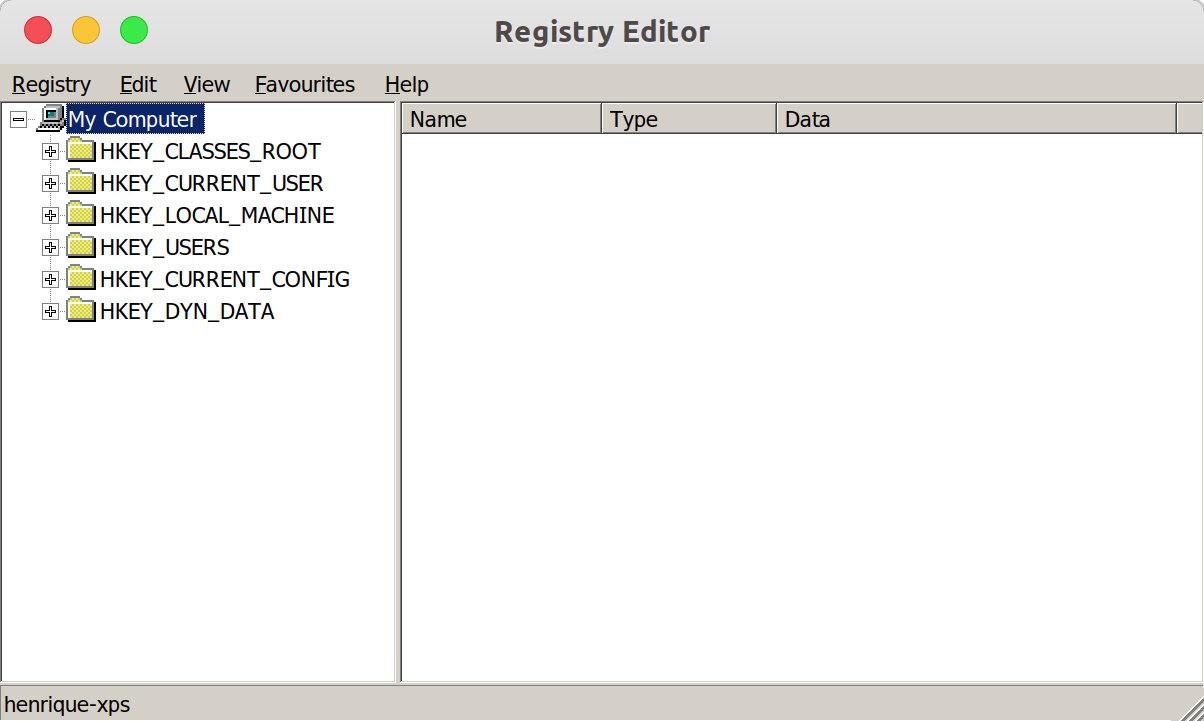 Registry Editor
Registry Edit View Favourites Help
My Computer
HKEY_CLASSES_ROOT
HKEY_CURRENT_USER
HKEY_LOCAL_MACHINE
HKEY_USERS
HKEY_CURRENT_CONFIG
HKEY_DYN_DATA
Name Type Data
henrique-xps